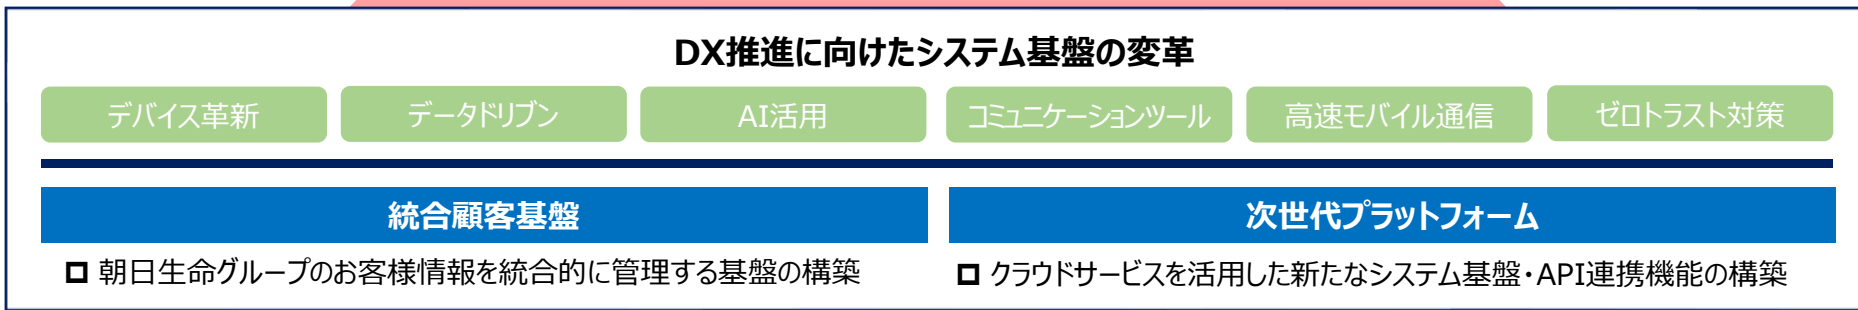 DX推進に向けたシステム基盤の変革
デバイス革新 データドリブン AI活用 コミュニケーションツール 高速モバイル通信 ゼロトラスト対策
統合顧客基盤 次世代プラットフォーム
朝日生命グループのお客様情報を統合的に管理する基盤の構築 クラウドサービスを活用した新たなシステム基盤・API連携機能の構築